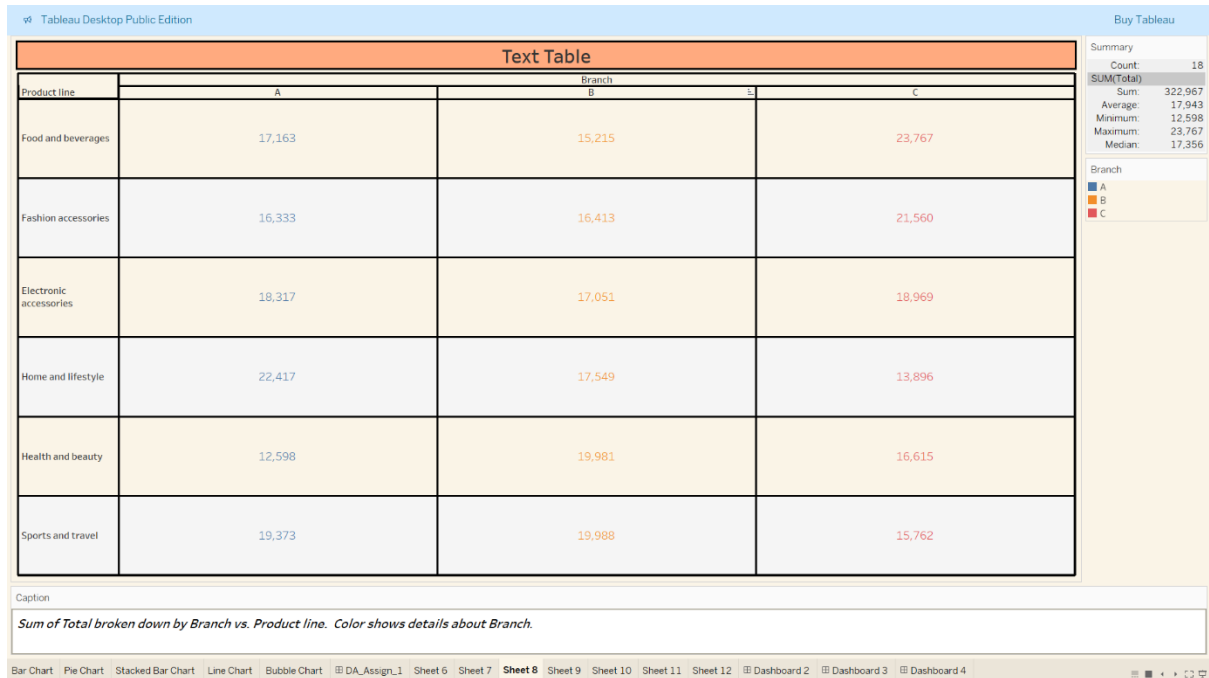 Tableau Desktop Public Edition
Buy Tableau
Text Table
Branch
Product line
A
B
C
Food and beverages
17,163
15,215
23,767
Fashion accessories
16,333
16,413
21,560
Electronic
accessories
18,317
17,051
18,969
Home and lifestyle
22,417
17,549
13,896
Health and beauty
12,598
19,981
16,615
Sports and travel
19,373
19,988
15,762
Summary
Count: 18
SUM(Total)
Sum: 322,967
Average: 17,943
Minimum: 12,598
Maximum: 23,767
Median: 17,356
Branch
A
B
C
Caption
Sum of Total broken down by Branch vs. Product line. Color shows details about Branch.
Bar Chart Pie Chart Stacked Bar Chart Line Chart Bubble Chart DA_Assign_1 Sheet 6 Sheet 7 Sheet 8 Sheet 9 Sheet 10 Sheet 11 Sheet 12 Dashboard 2 Dashboard 3 Dashboard 4